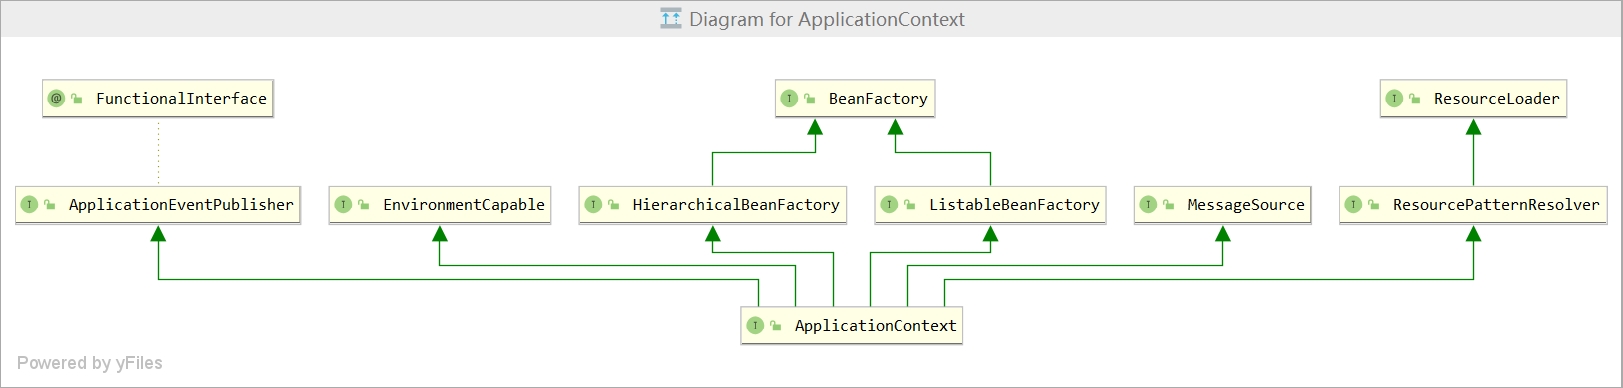 Diagram for ApplicationContext
FunctionalInterface
BeanFactory
ResourceLoader
ApplicationEventPublisher
EnvironmentCapable
HierarchicalBeanFactory
ListableBeanFactory
MessageSource
ResourcePatternResolver
ApplicationContext
Powered by yFiles